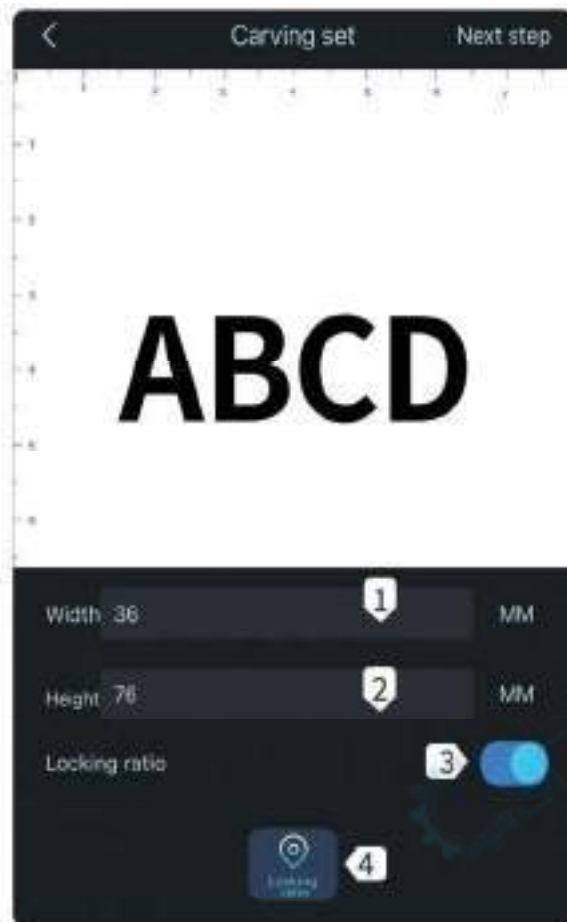 Carving set Next step
1 2 3 4 5 6 7
1
2
3
4
5
6
ABCD
Width 36 1 MM
Height 76 2 MM
Locking ratio 3
Locking
4